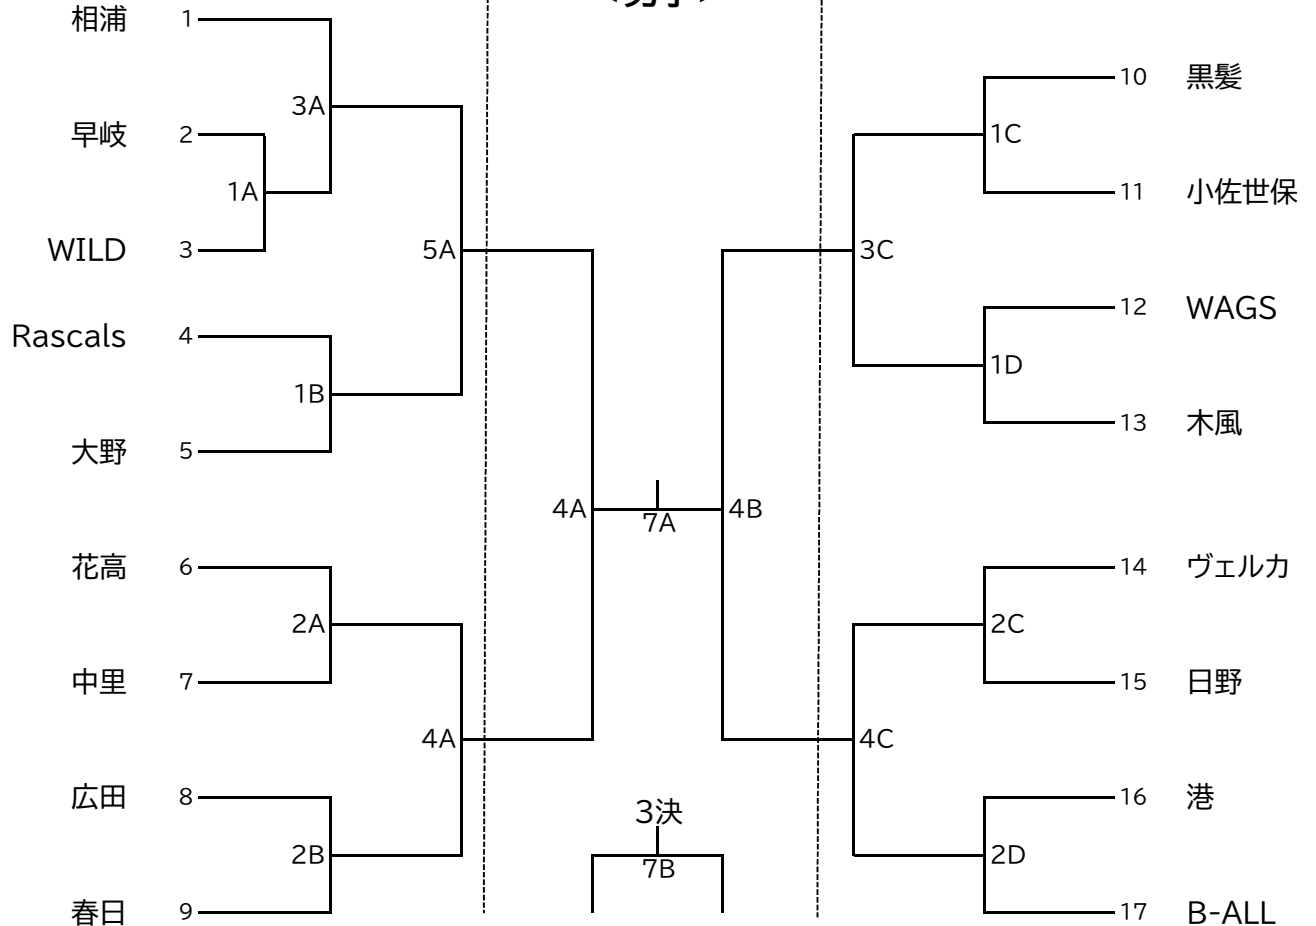 相浦 1
3A
早岐 2
1A
WILD 3
5A
Rascals 4
1B
大野 5
4A
7A
4B
花高 6
2A
中里 7
4A
広田 8
2B
春日 9
3決
7B
10 黒髪
1C
11 小佐世保
3C
12 WAGS
1D
13 木風
14 ヴェルカ
2C
15 日野
4C
16 港
2D
17 B-ALL